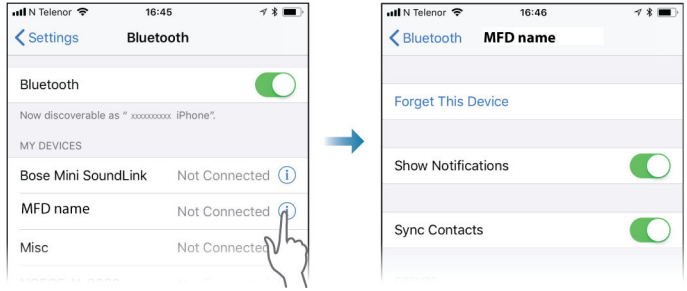 N Telenor 16:45
Settings Bluetooth
Bluetooth
Now discoverable as “ xxxxxxxxxx iPhone”.
MY DEVICES
Bose Mini SoundLink Not Connected i
MFD name Not Connected i
Misc Not Connected
N Telenor 16:46
Bluetooth MFD name
Forget This Device
Show Notifications
Sync Contacts